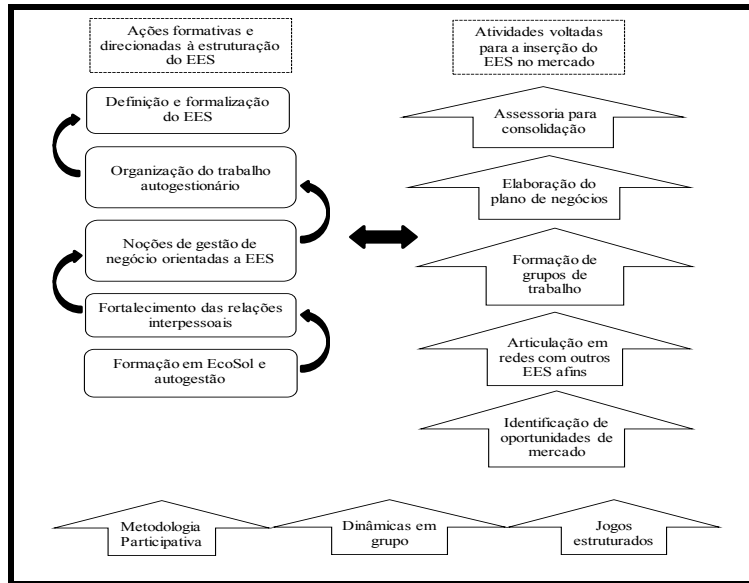 Ações formativas e
direcionadas à estruturação
do EES
Definição e formalização
do EES
Organização do trabalho
autogestionário
Noções de gestão de
negócio orientadas a EES
Fortalecimento das relações
interpessoais
Formação em EcoSol e
autogestão
Atividades voltadas
para a inserção do
EES no mercado
Assessoria para
consolidação
Elaboração do
plano de negócios
Formação de
grupos de
trabalho
Articulação em
redes com outros
EES afins
Identificação de
oportunidades de
mercado
Metodologia
Participativa
Dinâmicas em
grupo
Jogos
estruturados